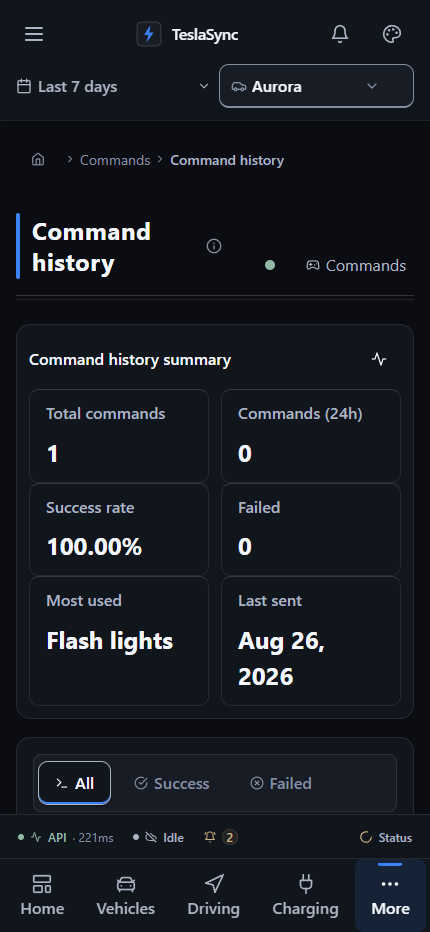 TeslaSync
Last 7 days
Aurora
Commands
Command history
Command
history
Commands
Command history summary
Total commands
Commands (24h)
1
0
Success rate
Failed
100.00%
0
Most used
Last sent
Flash lights
Aug 26,
2026
All
Success
Failed
API · 221ms
Idle
2
Status
Home
Vehicles
Driving
Charging
More